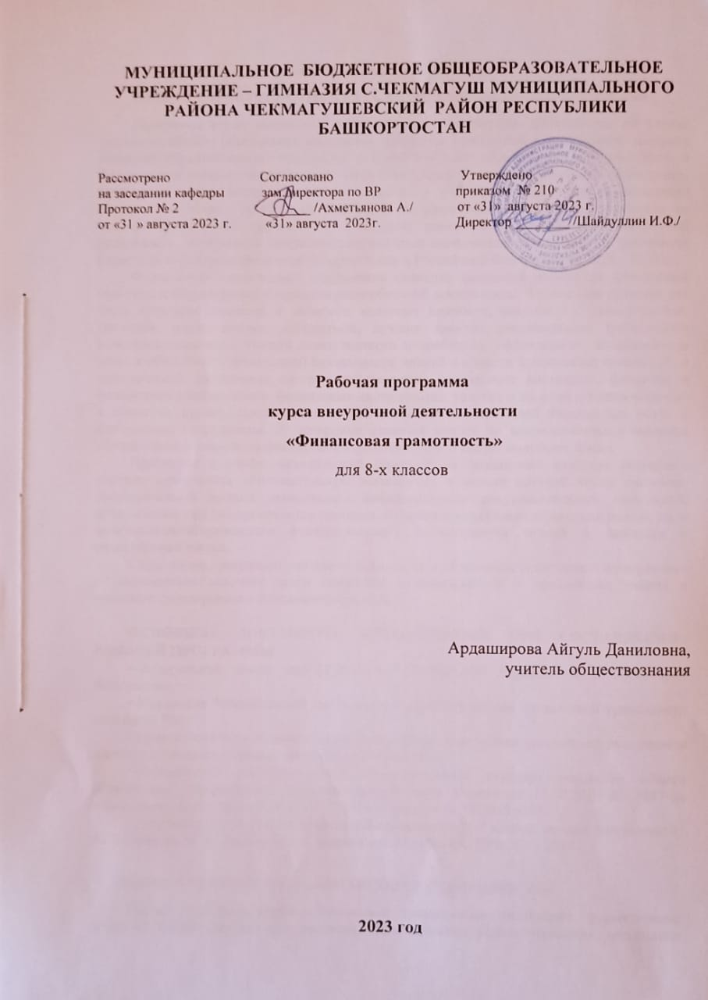 МУНИЦИПАЛЬНОЕ БЮДЖЕТНОЕ ОБЩЕОБРАЗОВАТЕЛЬНОЕ
УЧРЕЖДЕНИЕ – ГИМНАЗИЯ С.ЧЕКМАГУШ МУНИЦИПАЛЬНОГО
РАЙОНА ЧЕКМАГУШЕВСКИЙ РАЙОН РЕСПУБЛИКИ
БАШКОРТОСТАН
Рассмотрено
на заседании кафедры
Протокол № 2
от «31 » августа 2023 г.
Согласовано
зам Директора по ВР
/Ахметьянова А./
«31» августа 2023г.
Утверждено
приказом № 210
от «31» августа 2023 г.
Директор /Шайдуллин И.Ф./
Рабочая программа
курса внеурочной деятельности
«Финансовая грамотность»
для 8-х классов
Ардаширова Айгуль Даниловна,
учитель обществознания
2023 год